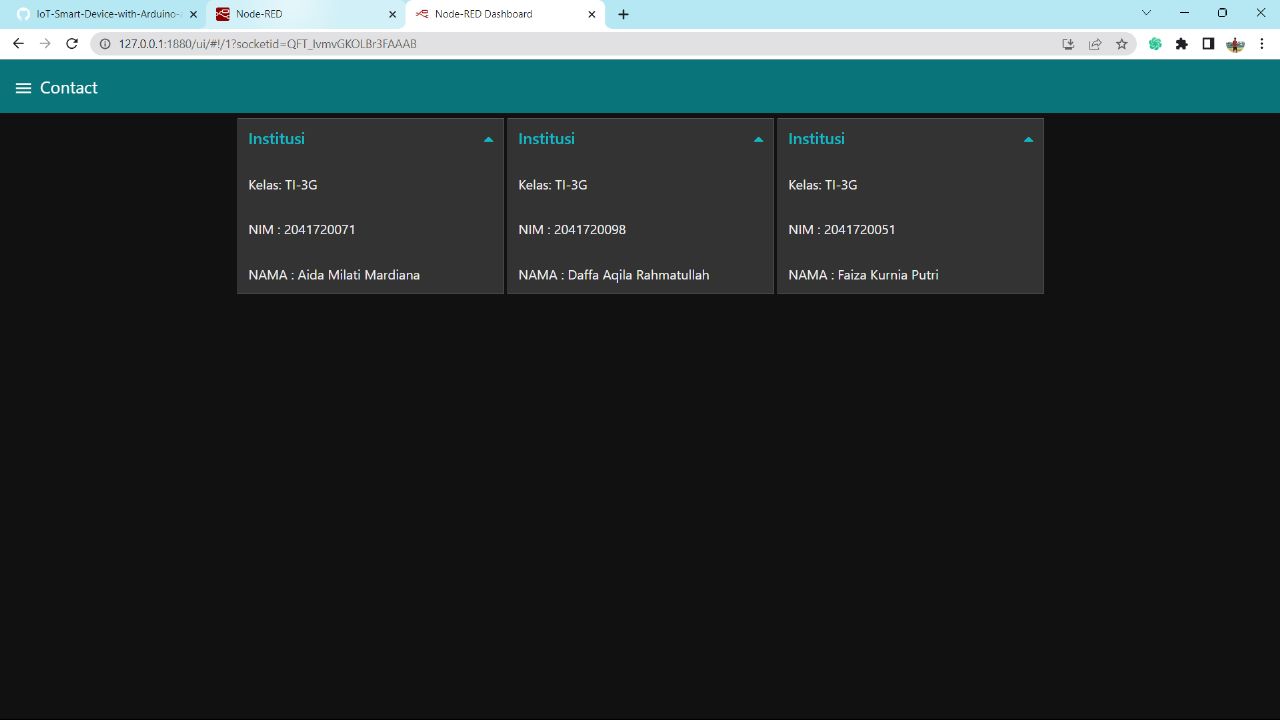 IoT-Smart-Device-with-Arduino-
Node-RED
Node-RED Dashboard
127.0.0.1:1880/ui/#!/1?socketid=QFT_lvmvGKOLBr3FAAAB
Contact
Institusi
Kelas: TI-3G
NIM : 2041720071
NAMA : Aida Milati Mardiana
Institusi
Kelas: TI-3G
NIM : 2041720098
NAMA : Daffa Aqila Rahmatullah
Institusi
Kelas: TI-3G
NIM : 2041720051
NAMA : Faiza Kurnia Putri